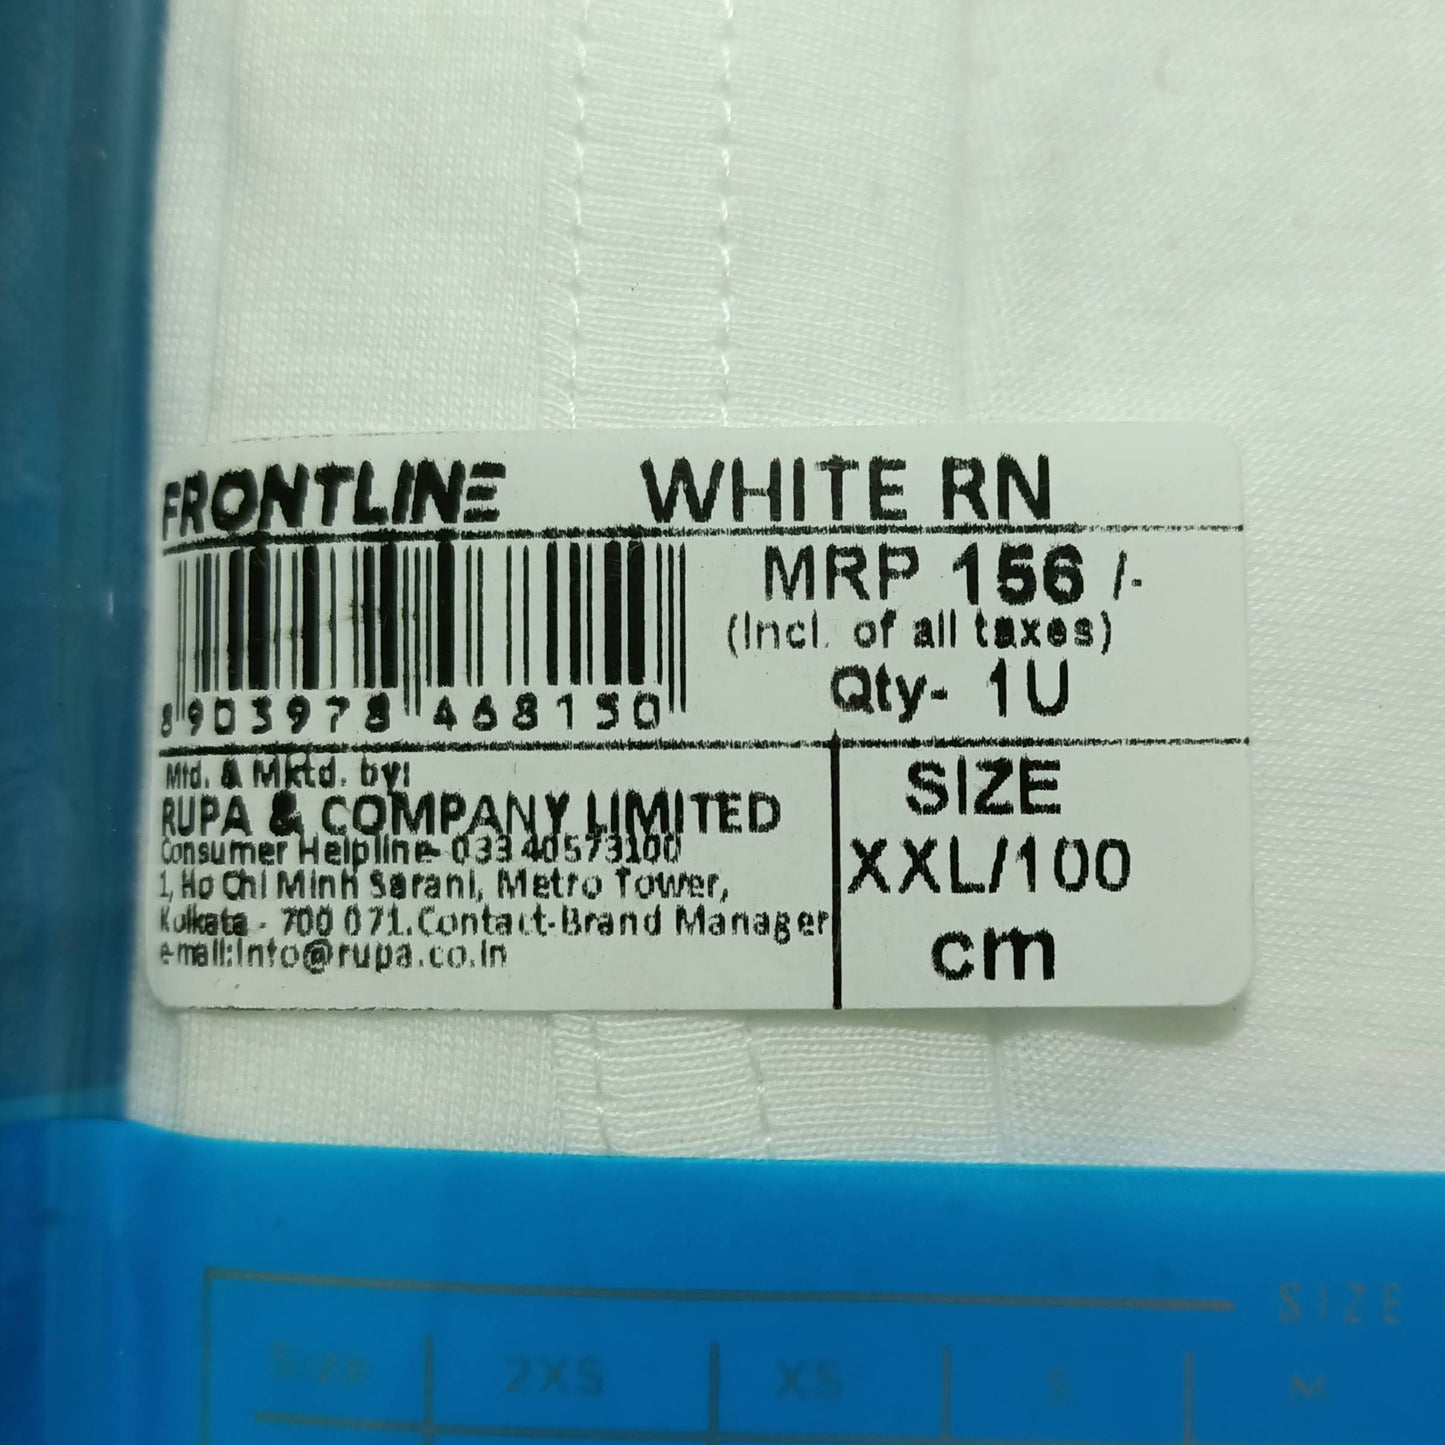 FRONTLINE WHITE RN
MRP 156 /-
(Incl. of all taxes)
Qty- 1U
8 903978 468150
Mfd. & Mktd. by:
RUPA & COMPANY LIMITED
Consumer Helpline- 033 40573100
1, Ho Chi Minh Sarani, Metro Tower,
Kolkata - 700 071. Contact-Brand Manager
e-mail:info@rupa.co.in
SIZE
XXL/100
cm
SIZE
Size 2XS XS S M